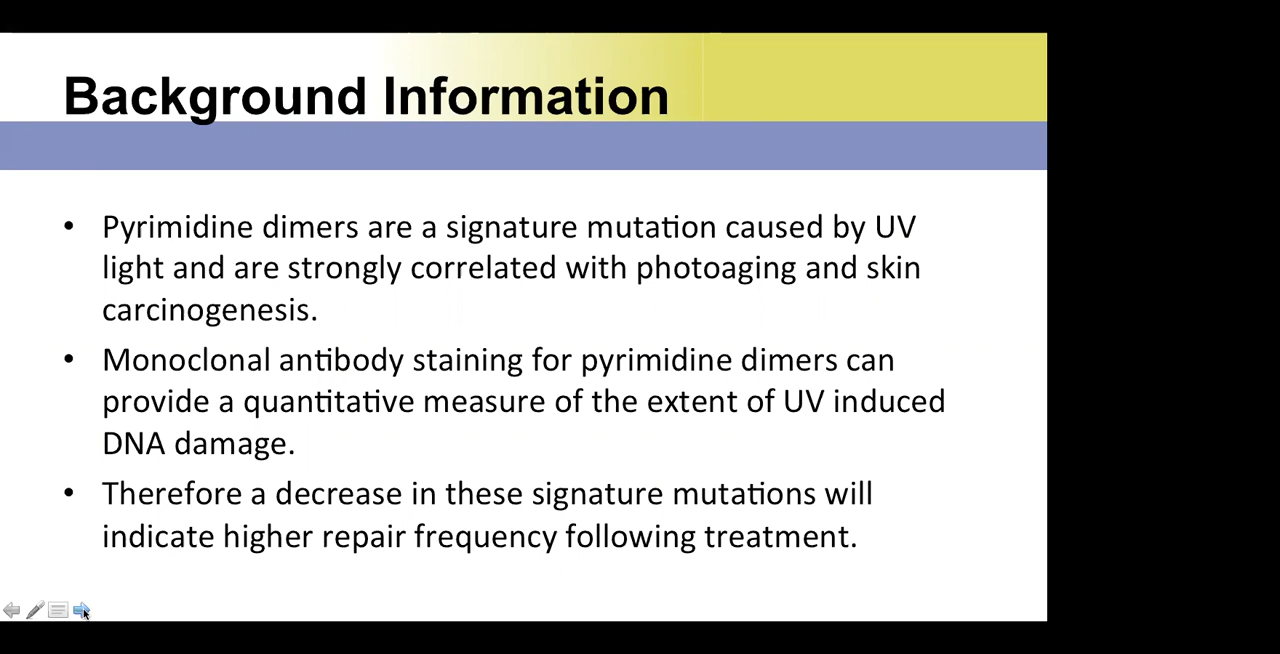 Background Information
• Pyrimidine dimers are a signature mutation caused by UV
light and are strongly correlated with photoaging and skin
carcinogenesis.
• Monoclonal antibody staining for pyrimidine dimers can
provide a quantitative measure of the extent of UV induced
DNA damage.
• Therefore a decrease in these signature mutations will
indicate higher repair frequency following treatment.